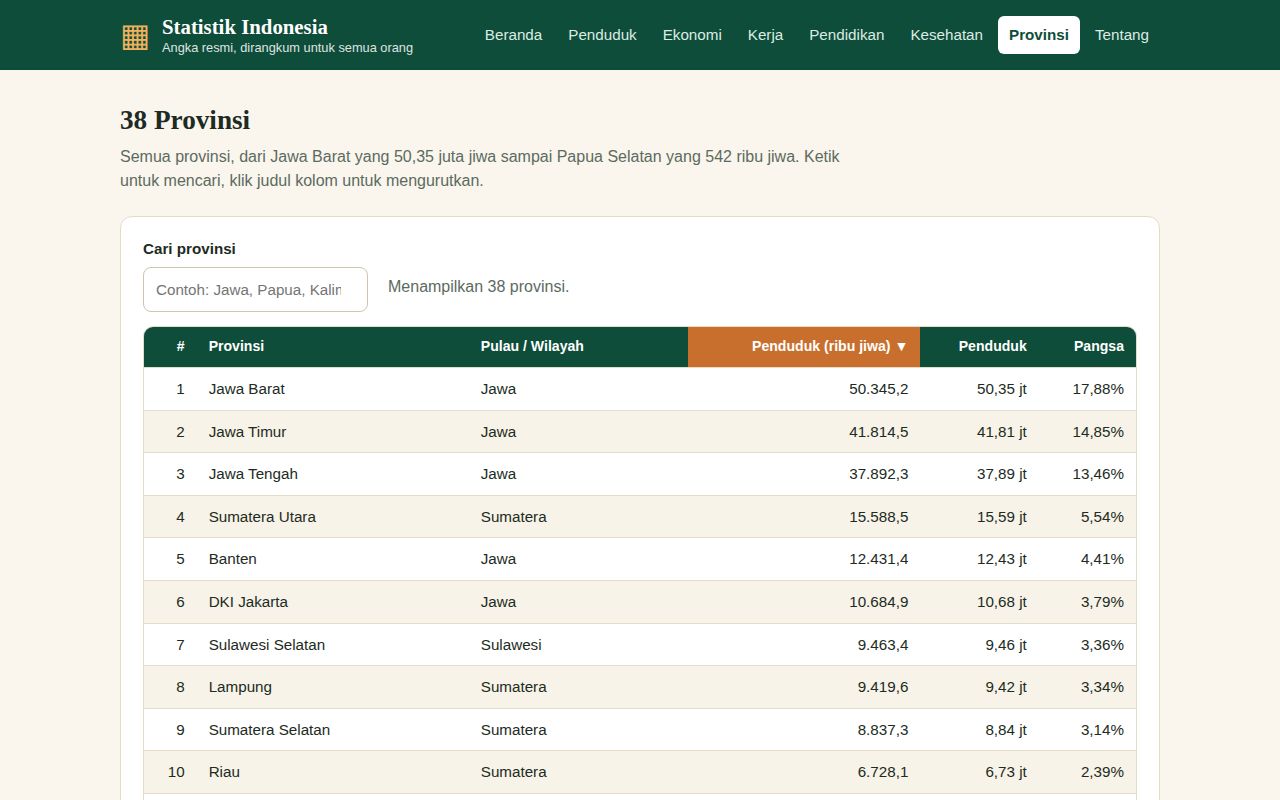 Statistik Indonesia
Angka resmi, dirangkum untuk semua orang
Beranda Penduduk Ekonomi Kerja Pendidikan Kesehatan Provinsi Tentang
38 Provinsi
Semua provinsi, dari Jawa Barat yang 50,35 juta jiwa sampai Papua Selatan yang 542 ribu jiwa. Ketik
untuk mencari, klik judul kolom untuk mengurutkan.
Cari provinsi
Contoh: Jawa, Papua, Kalin
Menampilkan 38 provinsi.
# Provinsi Pulau / Wilayah Penduduk (ribu jiwa) ▼ Penduduk Pangsa
1 Jawa Barat Jawa 50.345,2 50,35 jt 17,88%
2 Jawa Timur Jawa 41.814,5 41,81 jt 14,85%
3 Jawa Tengah Jawa 37.892,3 37,89 jt 13,46%
4 Sumatera Utara Sumatera 15.588,5 15,59 jt 5,54%
5 Banten Jawa 12.431,4 12,43 jt 4,41%
6 DKI Jakarta Jawa 10.684,9 10,68 jt 3,79%
7 Sulawesi Selatan Sulawesi 9.463,4 9,46 jt 3,36%
8 Lampung Sumatera 9.419,6 9,42 jt 3,34%
9 Sumatera Selatan Sumatera 8.837,3 8,84 jt 3,14%
10 Riau Sumatera 6.728,1 6,73 jt 2,39%